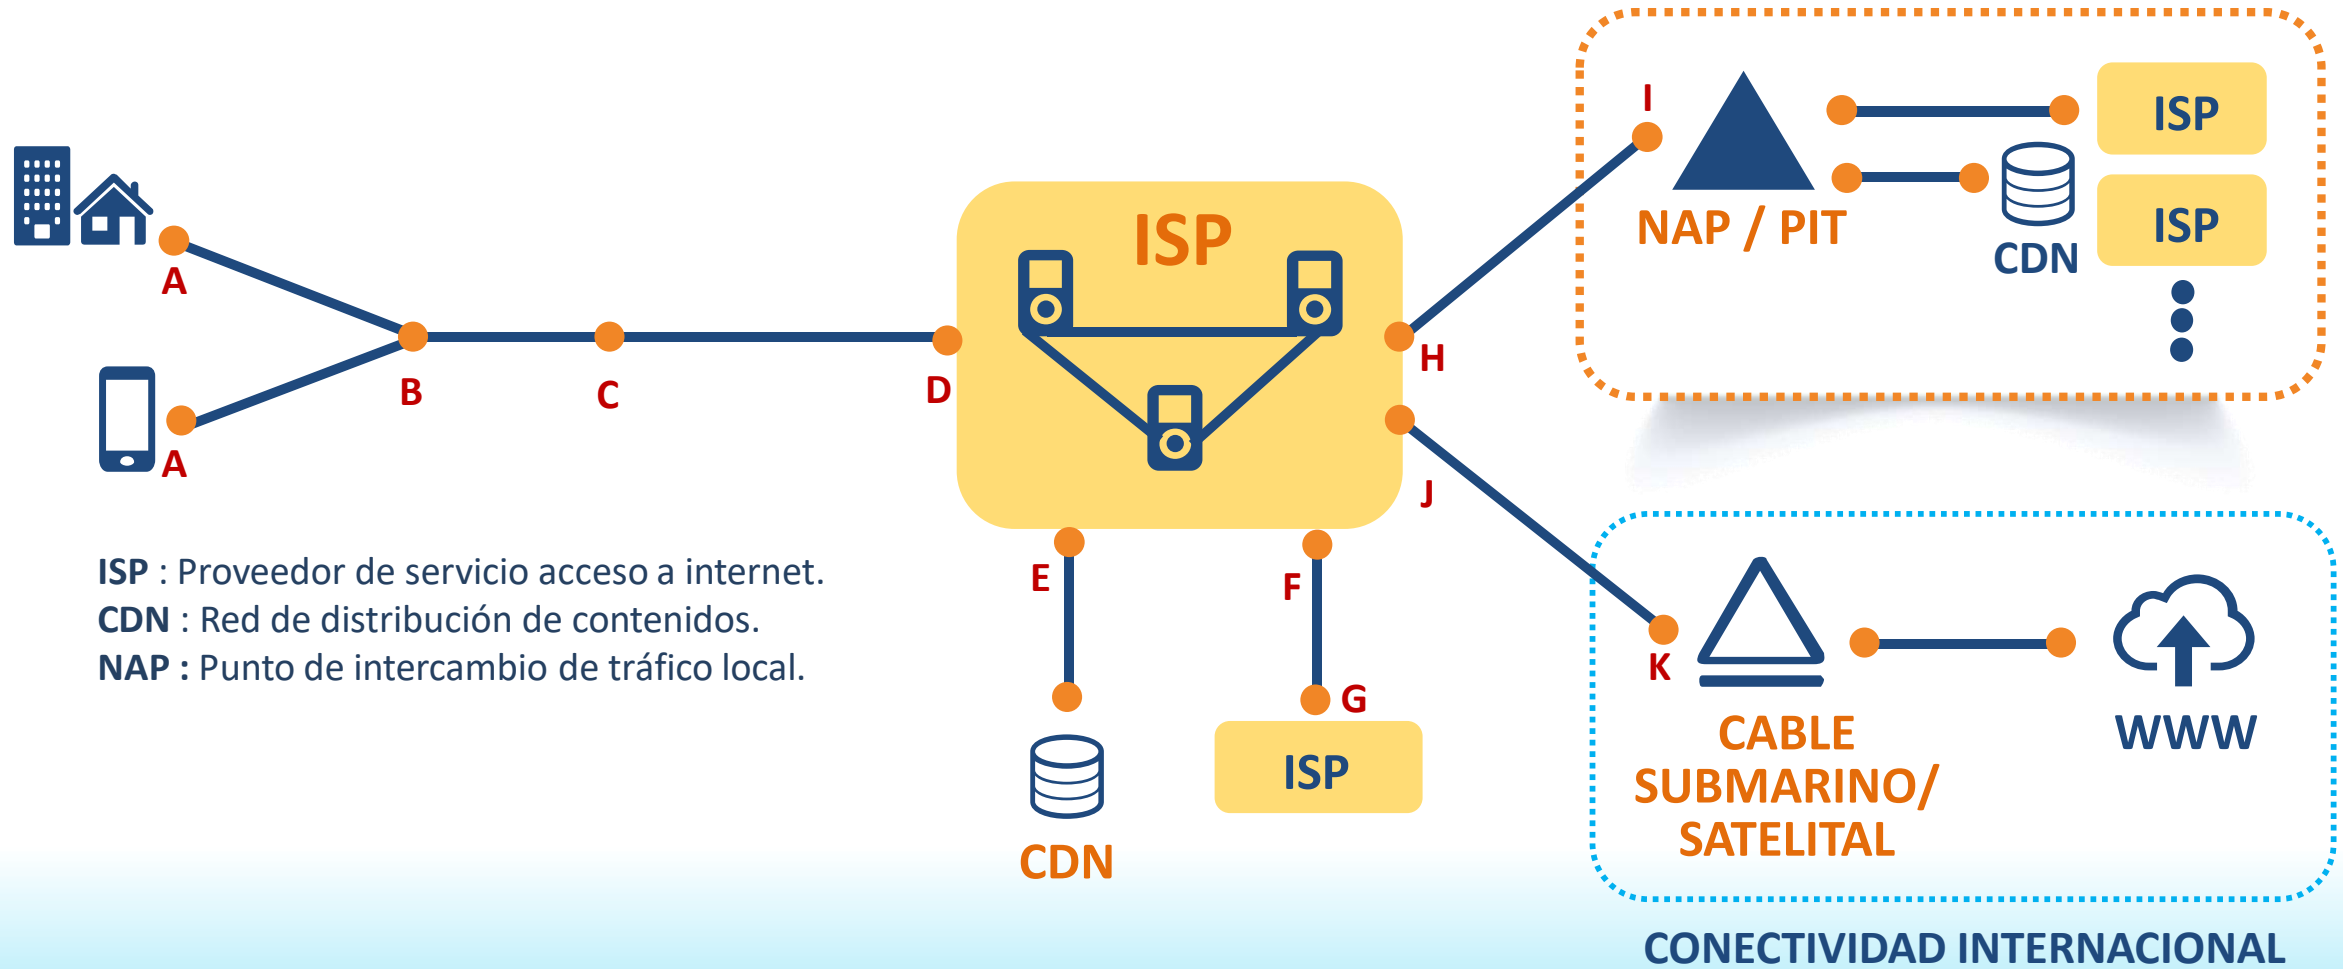 I
ISP
ISP
NAP / PIT
CDN
ISP
A
H
B
C
D
A
J
E
F
ISP : Proveedor de servicio acceso a internet.
CDN : Red de distribución de contenidos.
NAP : Punto de intercambio de tráfico local.
K
G
ISP
CDN
CABLE
SUBMARINO/
SATELITAL
WWW
CONECTIVIDAD INTERNACIONAL